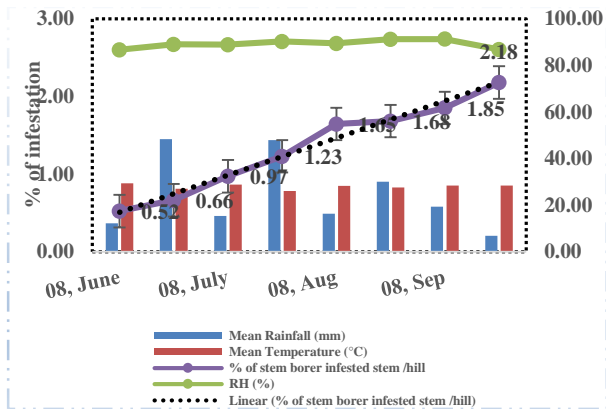 3.00
2.00
1.00
0.00
% of infestation
100.00
80.00
60.00
40.00
20.00
0.00
0.52
0.66
0.97
1.23
1.68
1.85
2.18
08, June
08, July
08, Aug
08, Sep
Mean Rainfall (mm)
Mean Temperature (°C)
% of stem borer infested stem /hill
RH (%)
Linear (% of stem borer infested stem /hill)